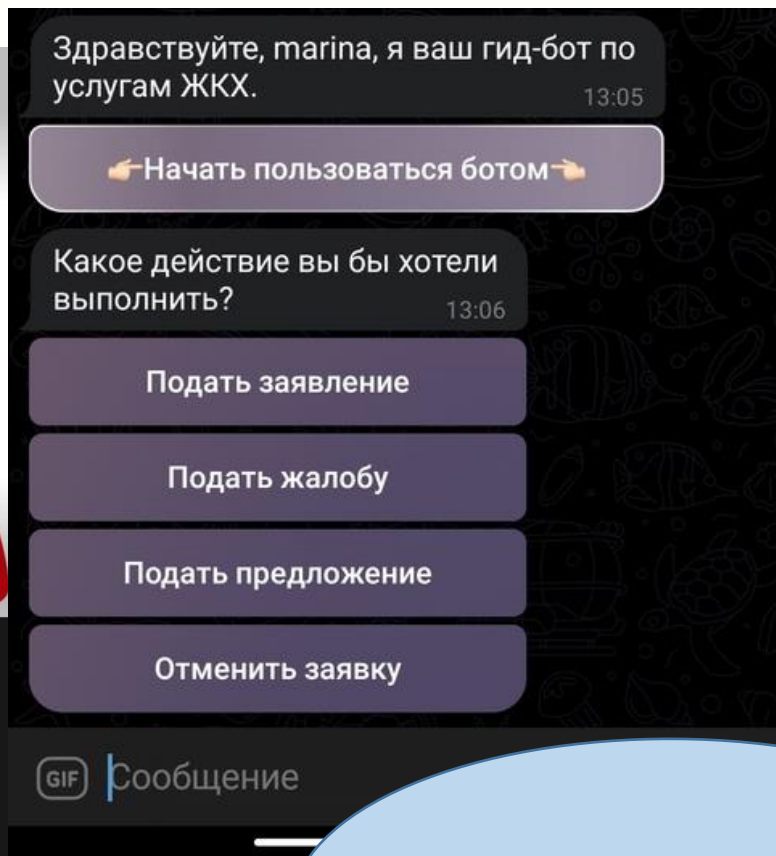 Здравствуйте, marina, я ваш гид-бот по
услугам ЖКХ.
13:05
👉🏻Начать пользоваться ботом👈🏻
Какое действие вы бы хотели
выполнить?
13:06
Подать заявление
Подать жалобу
Подать предложение
Отменить заявку
GIF Сообщение